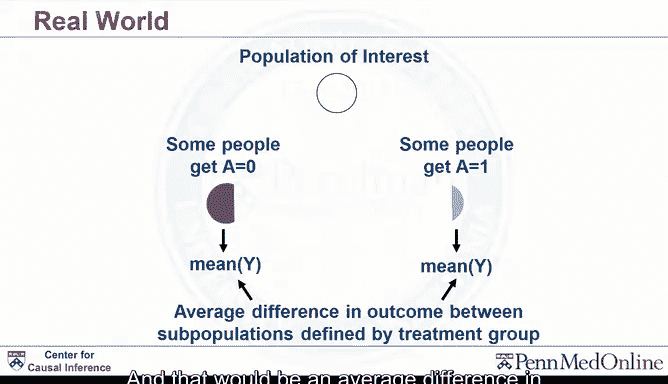 Real World
Population of Interest
Some people
get A=0
Some people
get A=1
mean(Y)
mean(Y)
Average difference in outcome between
subpopulations defined by treatment group
Center for
Causal Inference
PennMedOnline
And that would be an average difference in